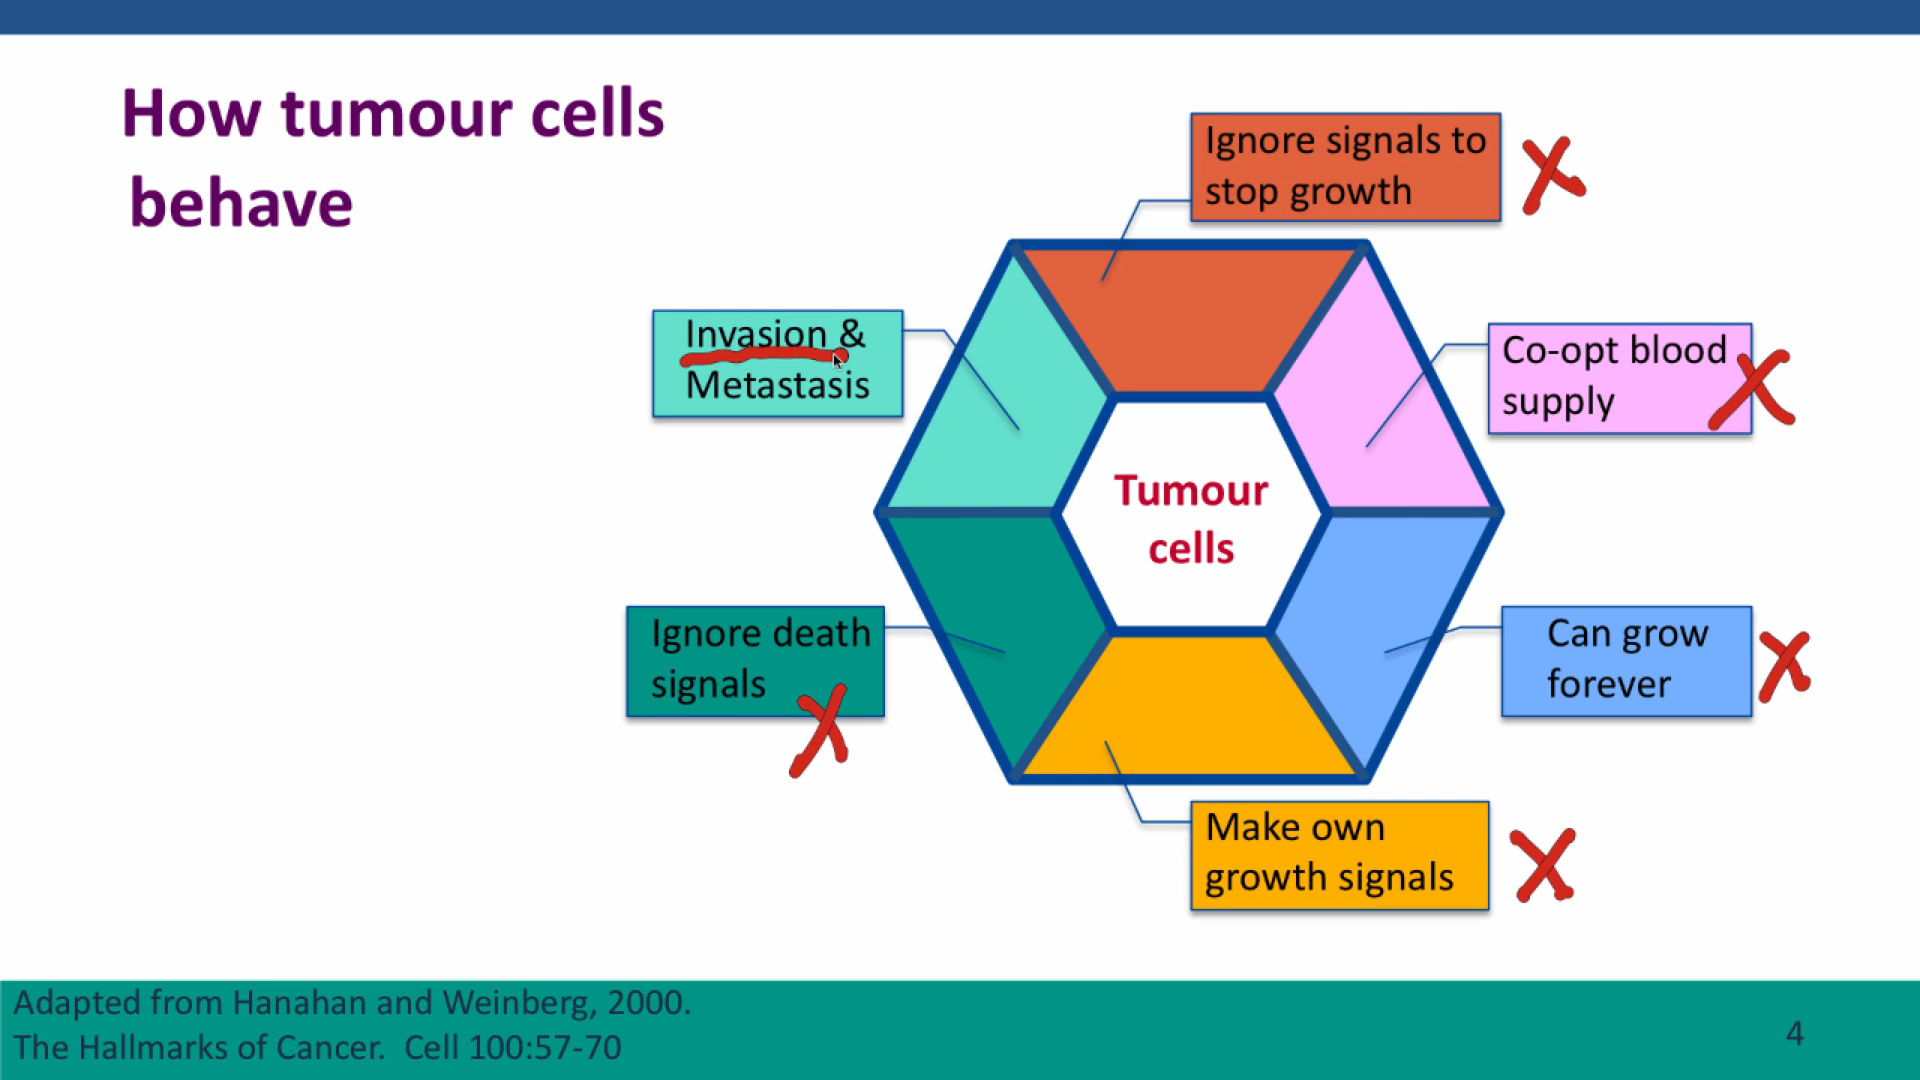 How tumour cells
behave
Ignore signals to
stop growth
Invasion &
Metastasis
Co-opt blood
supply
Tumour
cells
Ignore death
signals
Can grow
forever
Make own
growth signals
Adapted from Hanahan and Weinberg, 2000.
The Hallmarks of Cancer. Cell 100:57-70
4